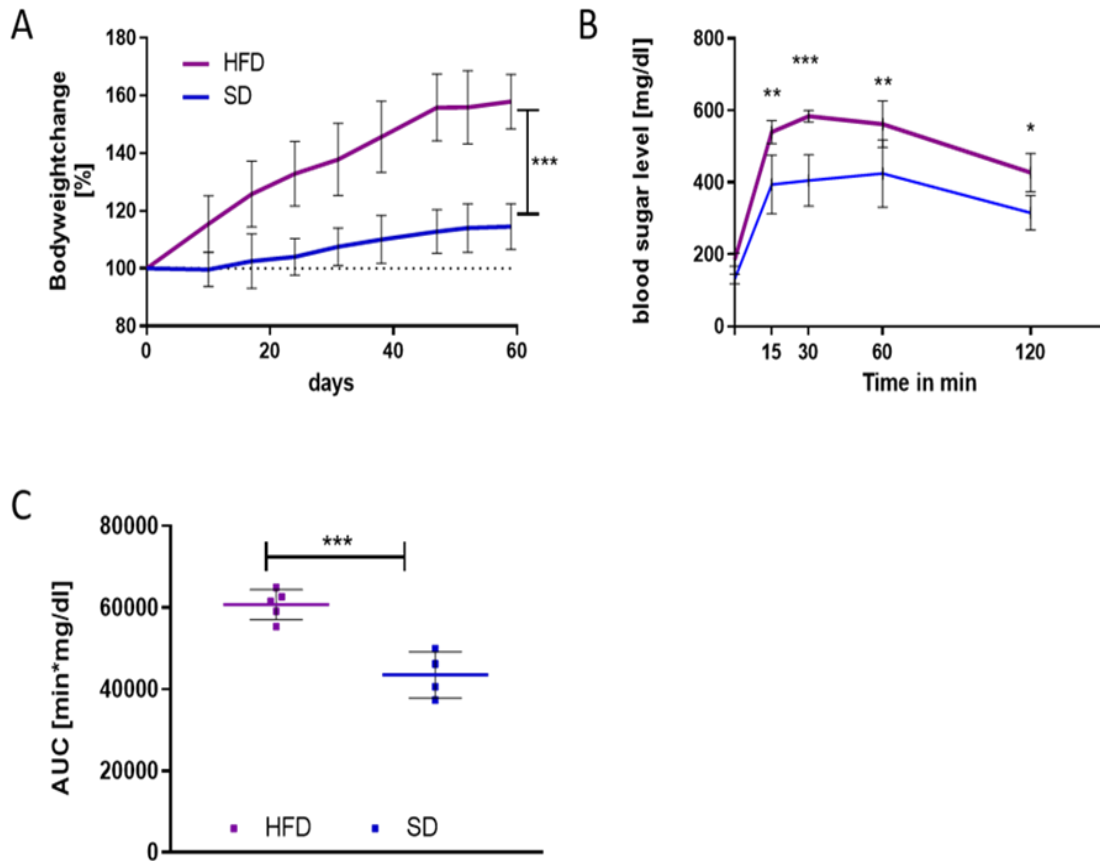 A
Bodyweightchange
[%]
180
160
140
120
100
80
HFD
SD
***
0
20
40
60
days
B
blood sugar level [mg/dl]
800
600
400
200
0
**
***
**
*
15
30
60
120
Time in min
C
AUC [min*mg/dl]
80000
60000
40000
20000
0
***
HFD
SD